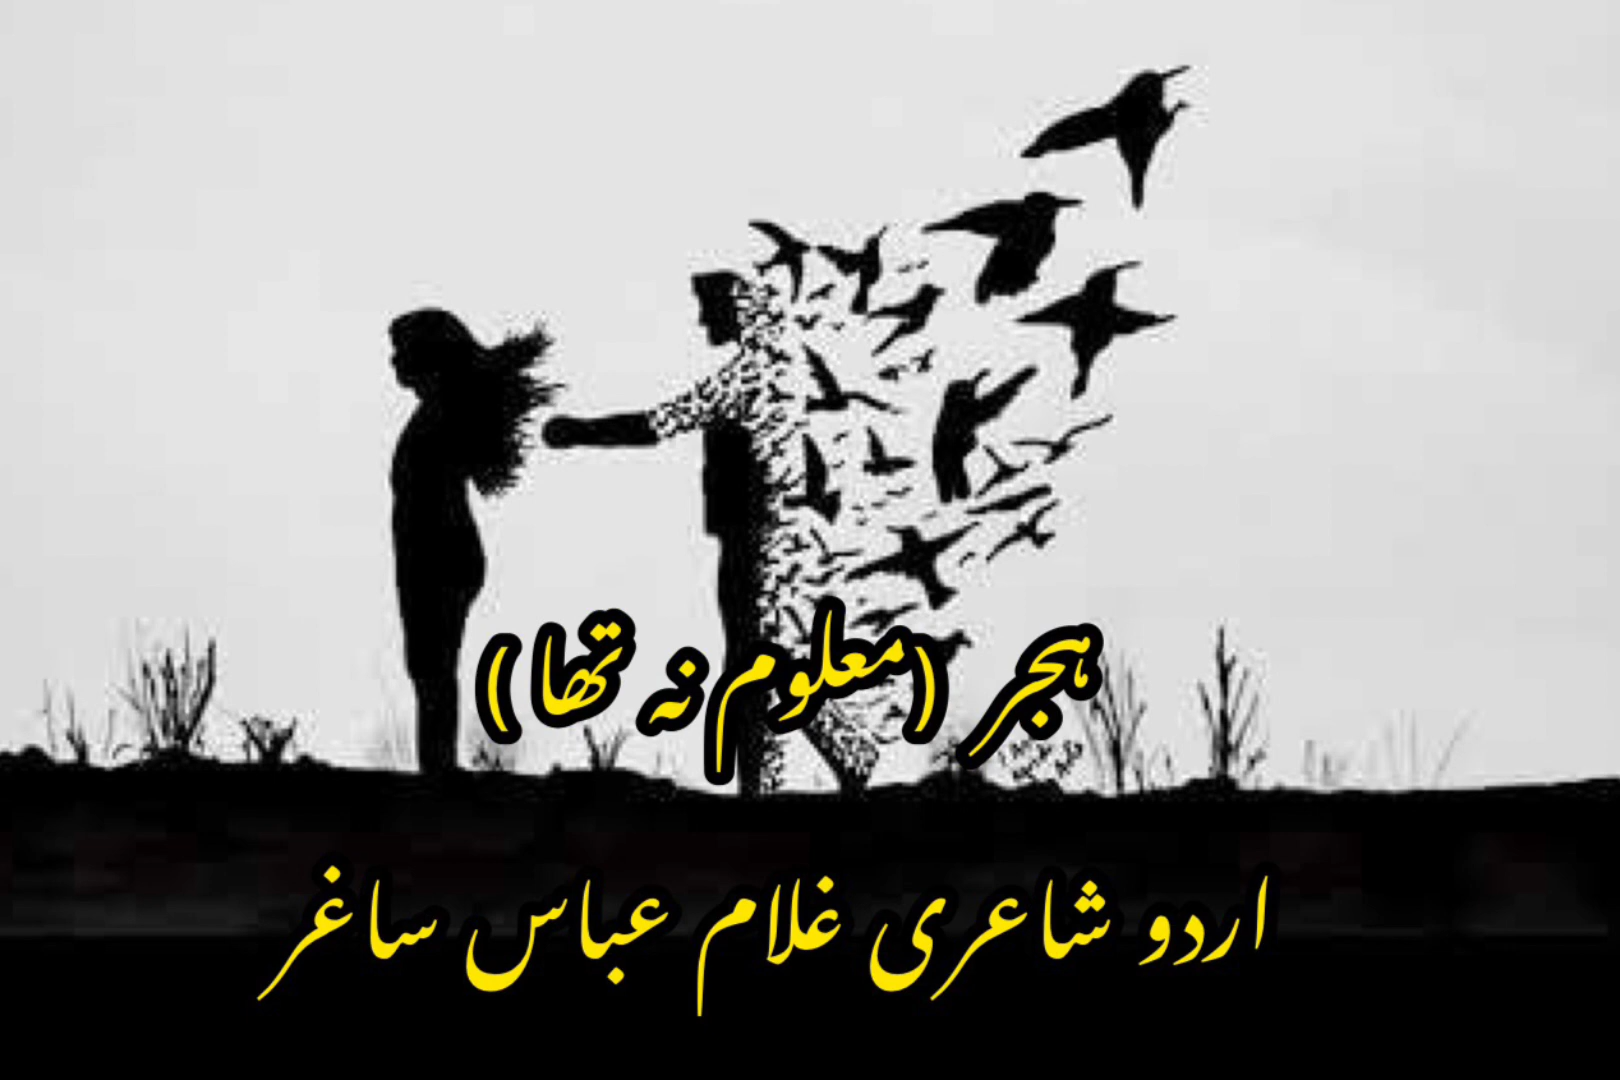 ہجر (معلوم نہ تھا)
اردو شاعری غلام عباس ساغر